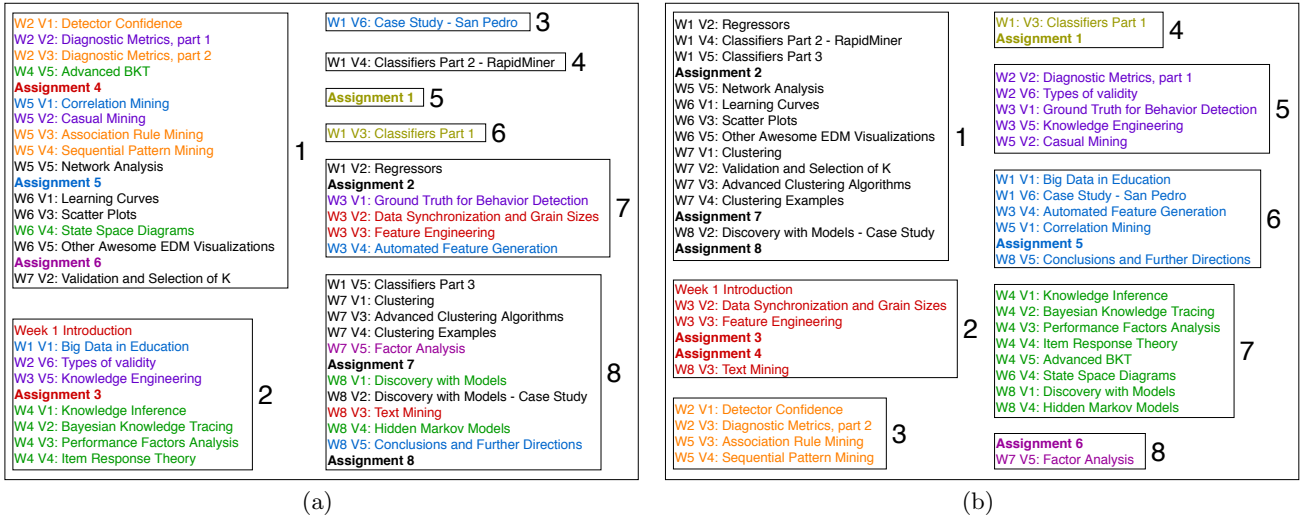 W2 V1: Detector Confidence
W2 V2: Diagnostic Metrics, part 1
W2 V3: Diagnostic Metrics, part 2
W4 V5: Advanced BKT
Assignment 4
W5 V1: Correlation Mining
W5 V2: Casual Mining
W5 V3: Association Rule Mining
W5 V4: Sequential Pattern Mining
W5 V5: Network Analysis
Assignment 5
W6 V1: Learning Curves
W6 V3: Scatter Plots
W6 V4: State Space Diagrams
W6 V5: Other Awesome EDM Visualizations
Assignment 6
W7 V2: Validation and Selection of K
1
Week 1 Introduction
W1 V1: Big Data in Education
W2 V6: Types of validity
W3 V5: Knowledge Engineering
Assignment 3
W4 V1: Knowledge Inference
W4 V2: Bayesian Knowledge Tracing
W4 V3: Performance Factors Analysis
W4 V4: Item Response Theory
2
W1 V6: Case Study - San Pedro
3
W1 V4: Classifiers Part 2 - RapidMiner
4
Assignment 1
5
W1 V3: Classifiers Part 1
6
W1 V2: Regressors
Assignment 2
W3 V1: Ground Truth for Behavior Detection
W3 V2: Data Synchronization and Grain Sizes
W3 V3: Feature Engineering
W3 V4: Automated Feature Generation
7
W1 V5: Classifiers Part 3
W7 V1: Clustering
W7 V3: Advanced Clustering Algorithms
W7 V4: Clustering Examples
W7 V5: Factor Analysis
Assignment 7
W8 V1: Discovery with Models
W8 V2: Discovery with Models - Case Study
W8 V3: Text Mining
W8 V4: Hidden Markov Models
W8 V5: Conclusions and Further Directions
Assignment 8
8
(a)
W1 V2: Regressors
W1 V4: Classifiers Part 2 - RapidMiner
W1 V5: Classifiers Part 3
Assignment 2
W5 V5: Network Analysis
W6 V1: Learning Curves
W6 V3: Scatter Plots
W6 V5: Other Awesome EDM Visualizations
W7 V1: Clustering
W7 V2: Validation and Selection of K
W7 V3: Advanced Clustering Algorithms
W7 V4: Clustering Examples
Assignment 7
W8 V2: Discovery with Models - Case Study
Assignment 8
1
Week 1 Introduction
W3 V2: Data Synchronization and Grain Sizes
W3 V3: Feature Engineering
Assignment 3
Assignment 4
W8 V3: Text Mining
2
W2 V1: Detector Confidence
W2 V3: Diagnostic Metrics, part 2
W5 V3: Association Rule Mining
W5 V4: Sequential Pattern Mining
3
W1: V3: Classifiers Part 1
Assignment 1
4
W2 V2: Diagnostic Metrics, part 1
W2 V6: Types of validity
W3 V1: Ground Truth for Behavior Detection
W3 V5: Knowledge Engineering
W5 V2: Casual Mining
5
W1 V1: Big Data in Education
W1 V6: Case Study - San Pedro
W3 V4: Automated Feature Generation
W5 V1: Correlation Mining
Assignment 5
W8 V5: Conclusions and Further Directions
6
W4 V1: Knowledge Inference
W4 V2: Bayesian Knowledge Tracing
W4 V3: Performance Factors Analysis
W4 V4: Item Response Theory
W4 V5: Advanced BKT
W6 V4: State Space Diagrams
W8 V1: Discovery with Models
W8 V4: Hidden Markov Models
7
Assignment 6
W7 V5: Factor Analysis
8
(b)